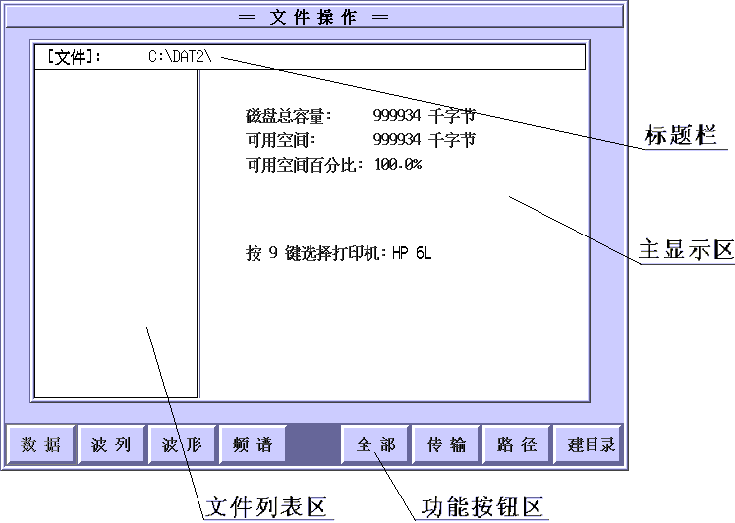 = 文件操作 =
[文件]: C:\DAT2\
磁盘总容量: 999934 千字节
可用空间: 999934 千字节
可用空间百分比: 100.0%
按 9 键选择打印机: HP 6L
标题栏
主显示区
数据 波列 波形 频谱 全部 传输 路径 建目录
文件列表区 功能按钮区